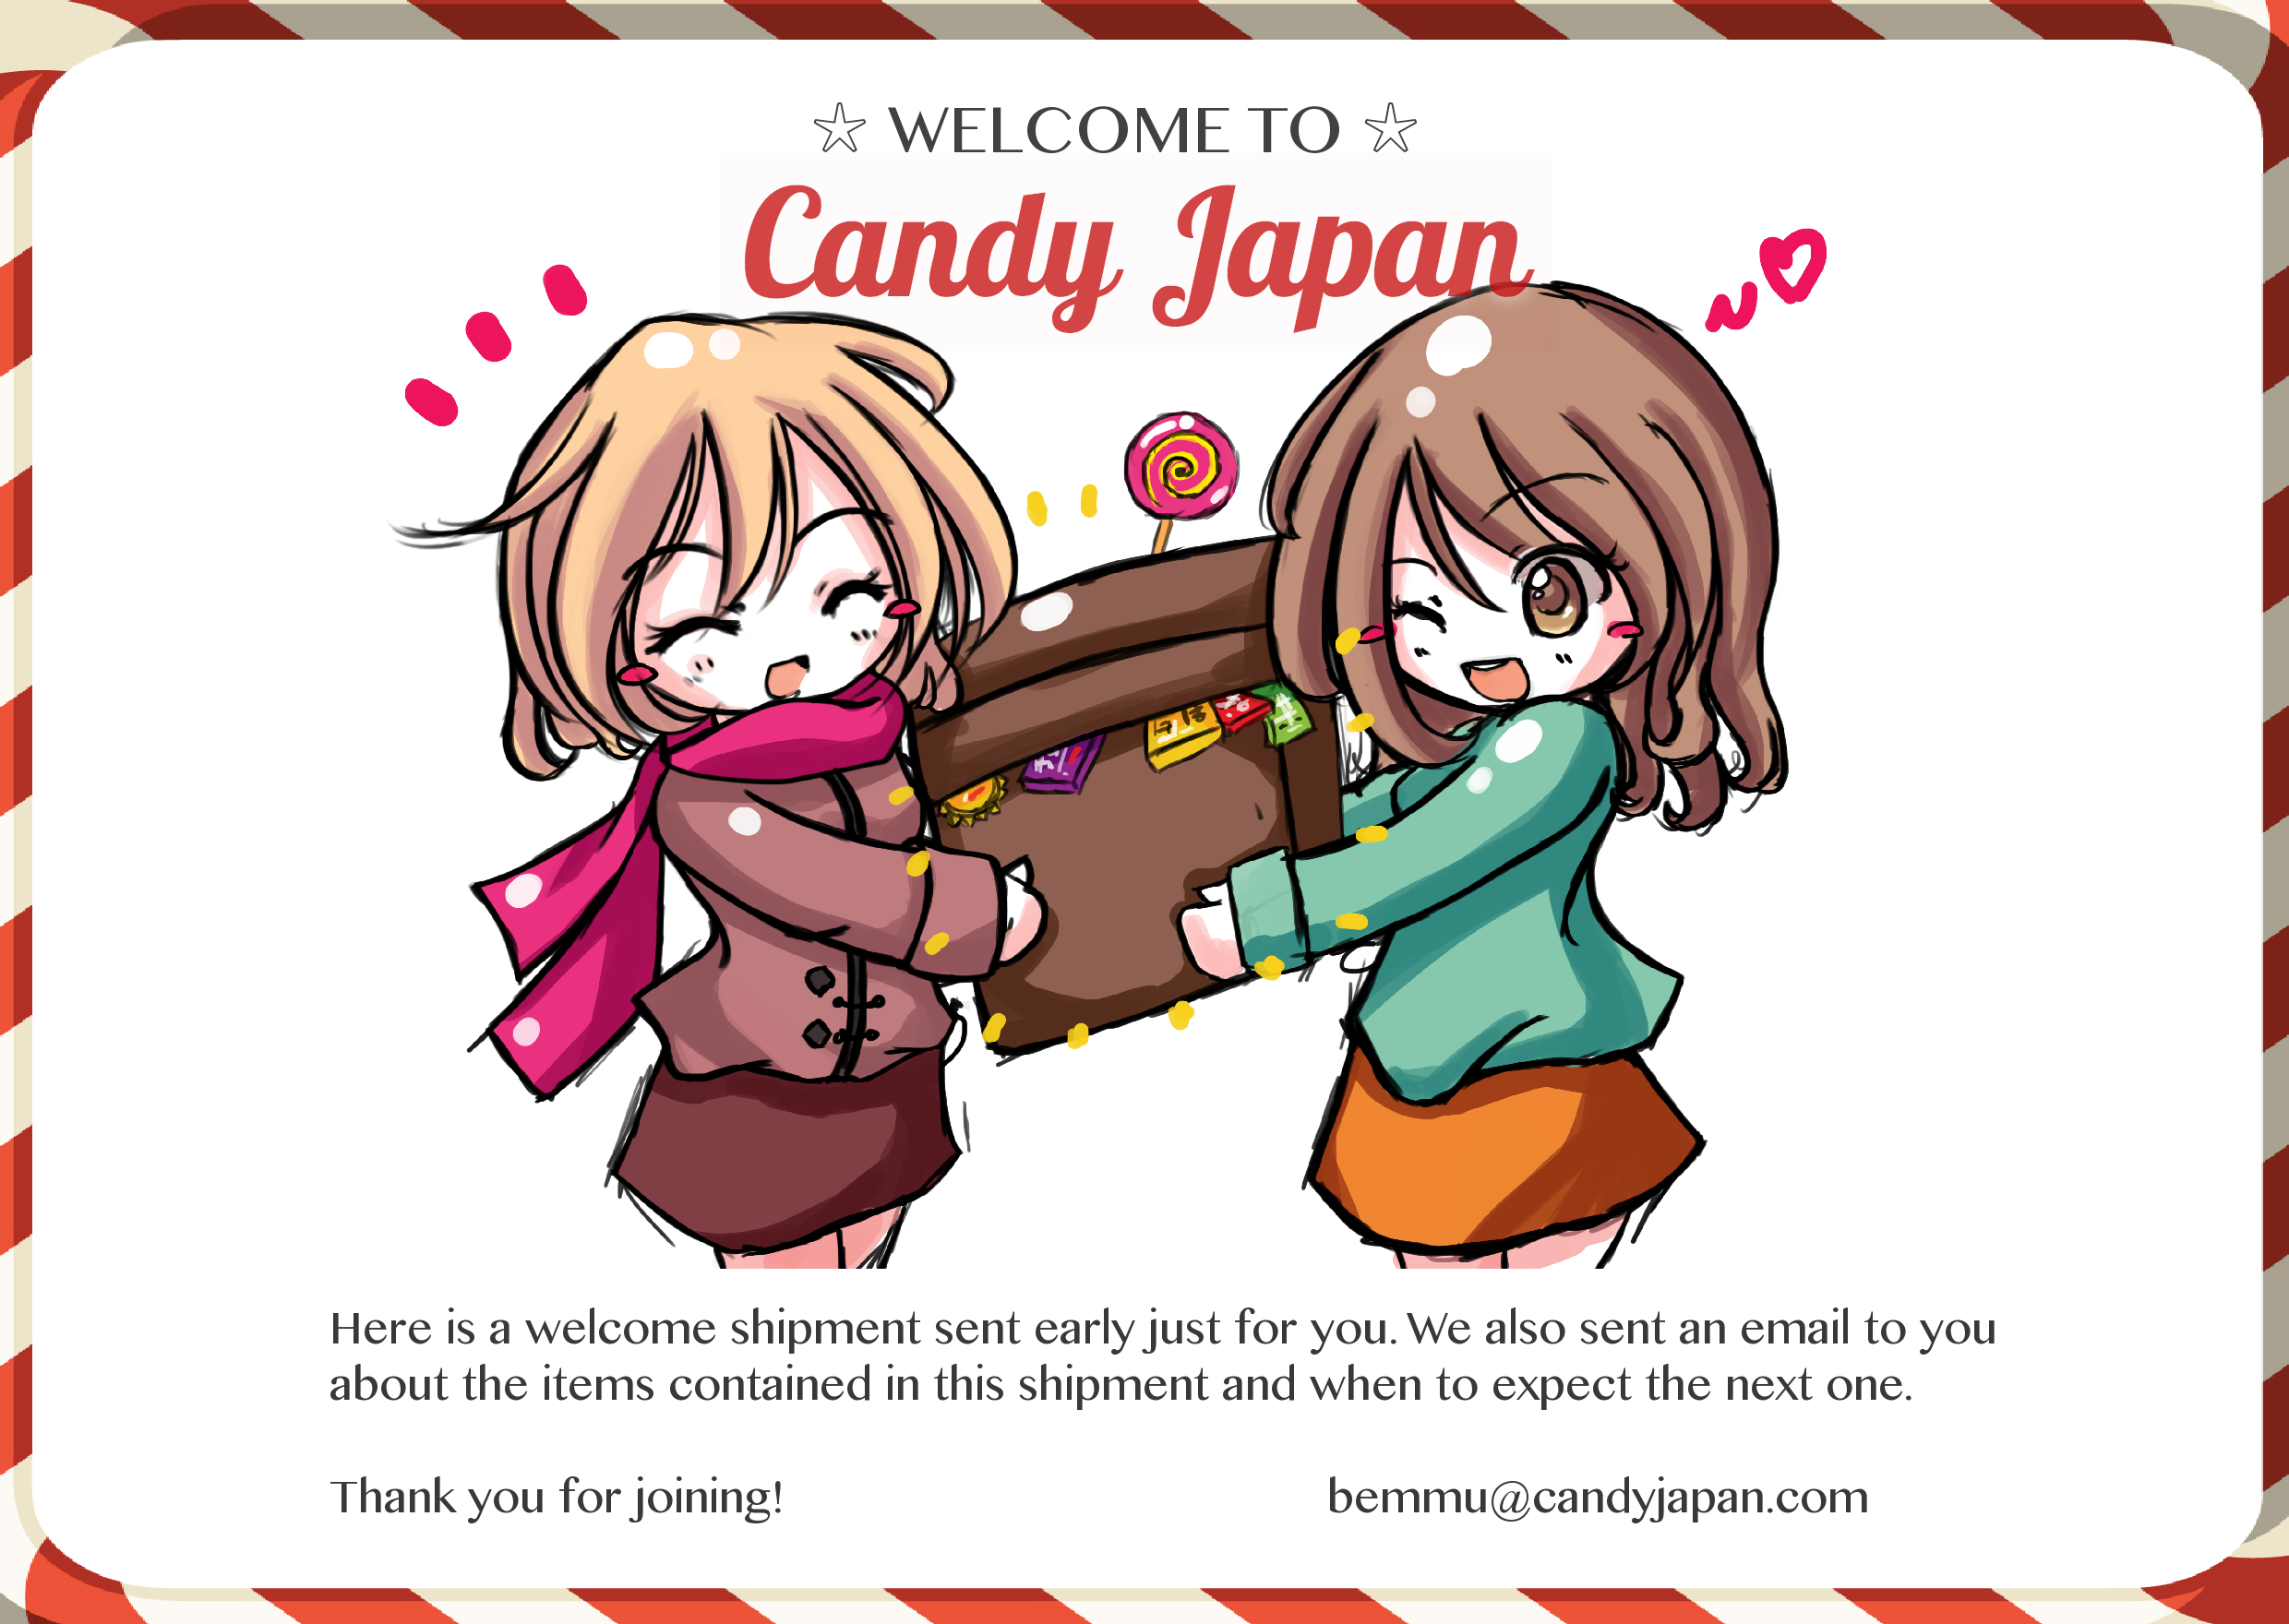 ☆ WELCOME TO ☆
Candy Japan
Here is a welcome shipment sent early just for you. We also sent an email to you
about the items contained in this shipment and when to expect the next one.
Thank you for joining!
bemmu@candyjapan.com